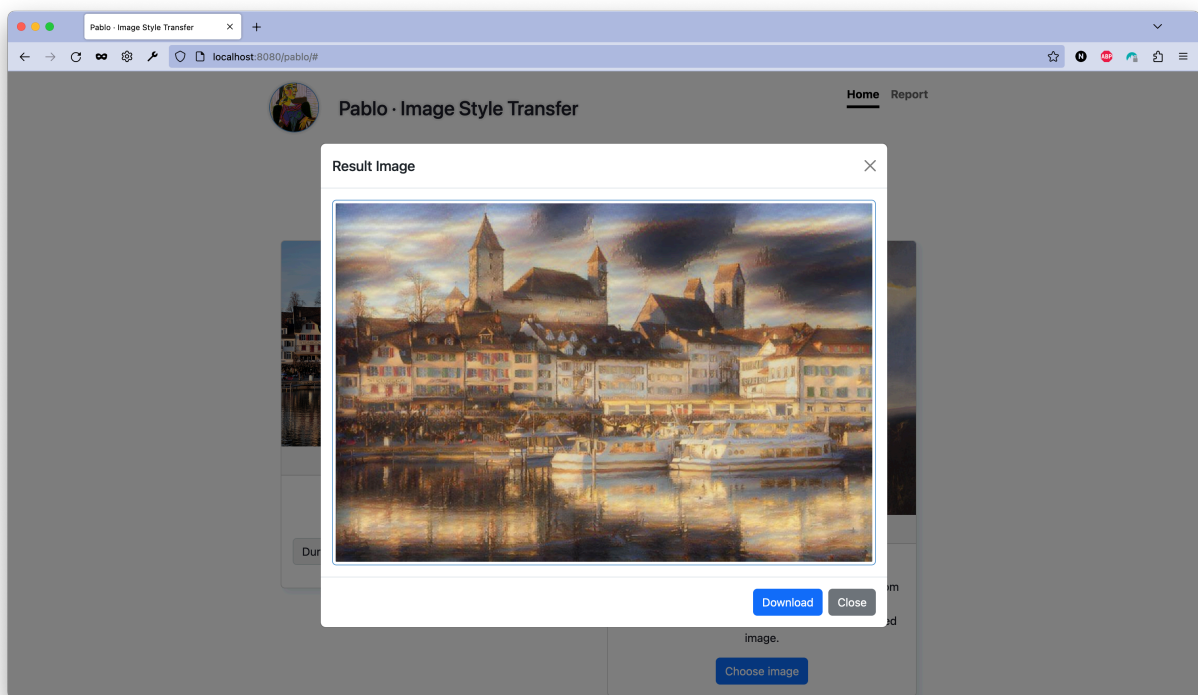 Pablo · Image Style Transfer
localhost:8080/pablo/#
N
ABP
Pablo · Image Style Transfer
Home Report
Result Image
Dur
om
ed
image.
Download
Close
Choose image